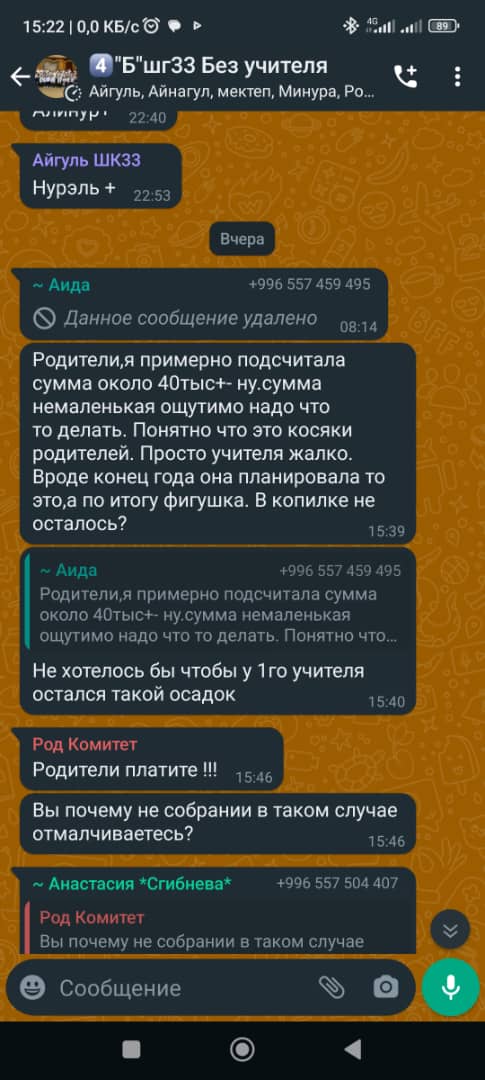 15:22 | 0,0 КБ/с
4G
89
4 "Б"шг33 Без учителя
Айгуль, Айнагул, мектеп, Минура, Ро...
22:40
Айгуль ШК33
Нурэль +
22:53
Вчера
~ Аида +996 557 459 495
Данное сообщение удалено
08:14
Родители,я примерно подсчитала
сумма около 40тыс+- ну.сумма
немаленькая ощутимо надо что
то делать. Понятно что это косяки
родителей. Просто учителя жалко.
Вроде конец года она планировала то
это,а по итогу фигушка. В копилке не
осталось?
15:39
~ Аида +996 557 459 495
Родители,я примерно подсчитала
сумма около 40тыс+- ну.сумма
немаленькая ощутимо надо что то делать. Понятно что...
Не хотелось бы чтобы у 1го учителя
остался такой осадок
15:40
Род Комитет
Родители платите !!!
15:46
Вы почему не собрании в таком случае
отмалчиваетесь?
15:46
~ Анастасия *Сгибнева* +996 557 504 407
Род Комитет
Вы почему не собрании в таком случае
Сообщение